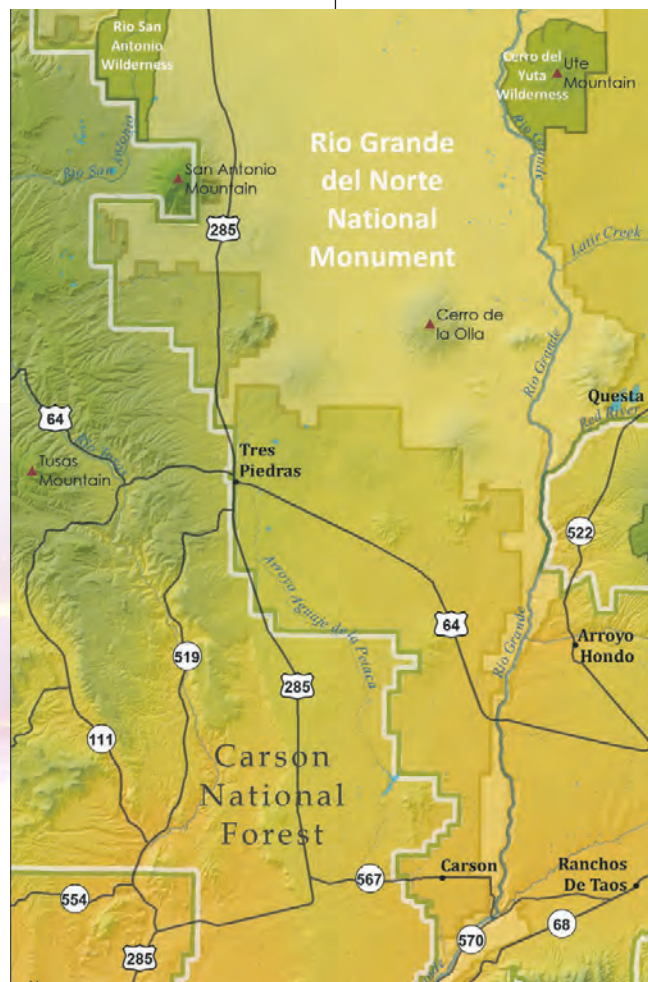 Rio San
Antonio
Wilderness
Cerro del
Yuta
Wilderness
Ute
Mountain
Rio Grande
Rio San Antonio
San Antonio
Mountain
Rio Grande
del Norte
National
Monument
285
Latir Creek
Cerro de
la Olla
Rio Grande
Questa
Red River
64
Rio
Tusas
Mountain
Tres
Piedras
522
Arroyo Aguaje de la Petaca
64
Rio Grande
Arroyo
Hondo
519
285
111
Carson
National
Forest
567
Carson
Ranchos
De Taos
554
570
68
285